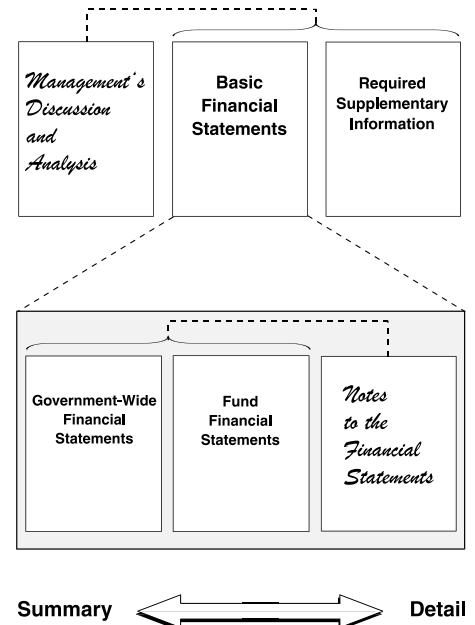 Management's
Discussion
and
Analysis
Basic
Financial
Statements
Required
Supplementary
Information
Government-Wide
Financial
Statements
Fund
Financial
Statements
Notes
to the
Financial
Statements
Summary
Detail